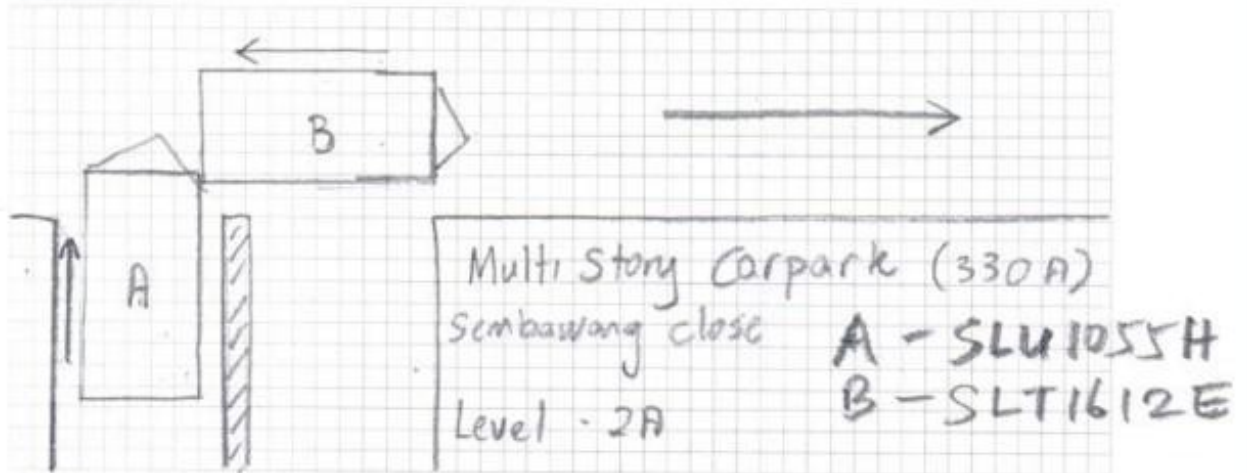 B
A
Multi Story Carpark (330A)
Sembawang close
Level - 2A
A - SLU1055H
B - SLT1612E